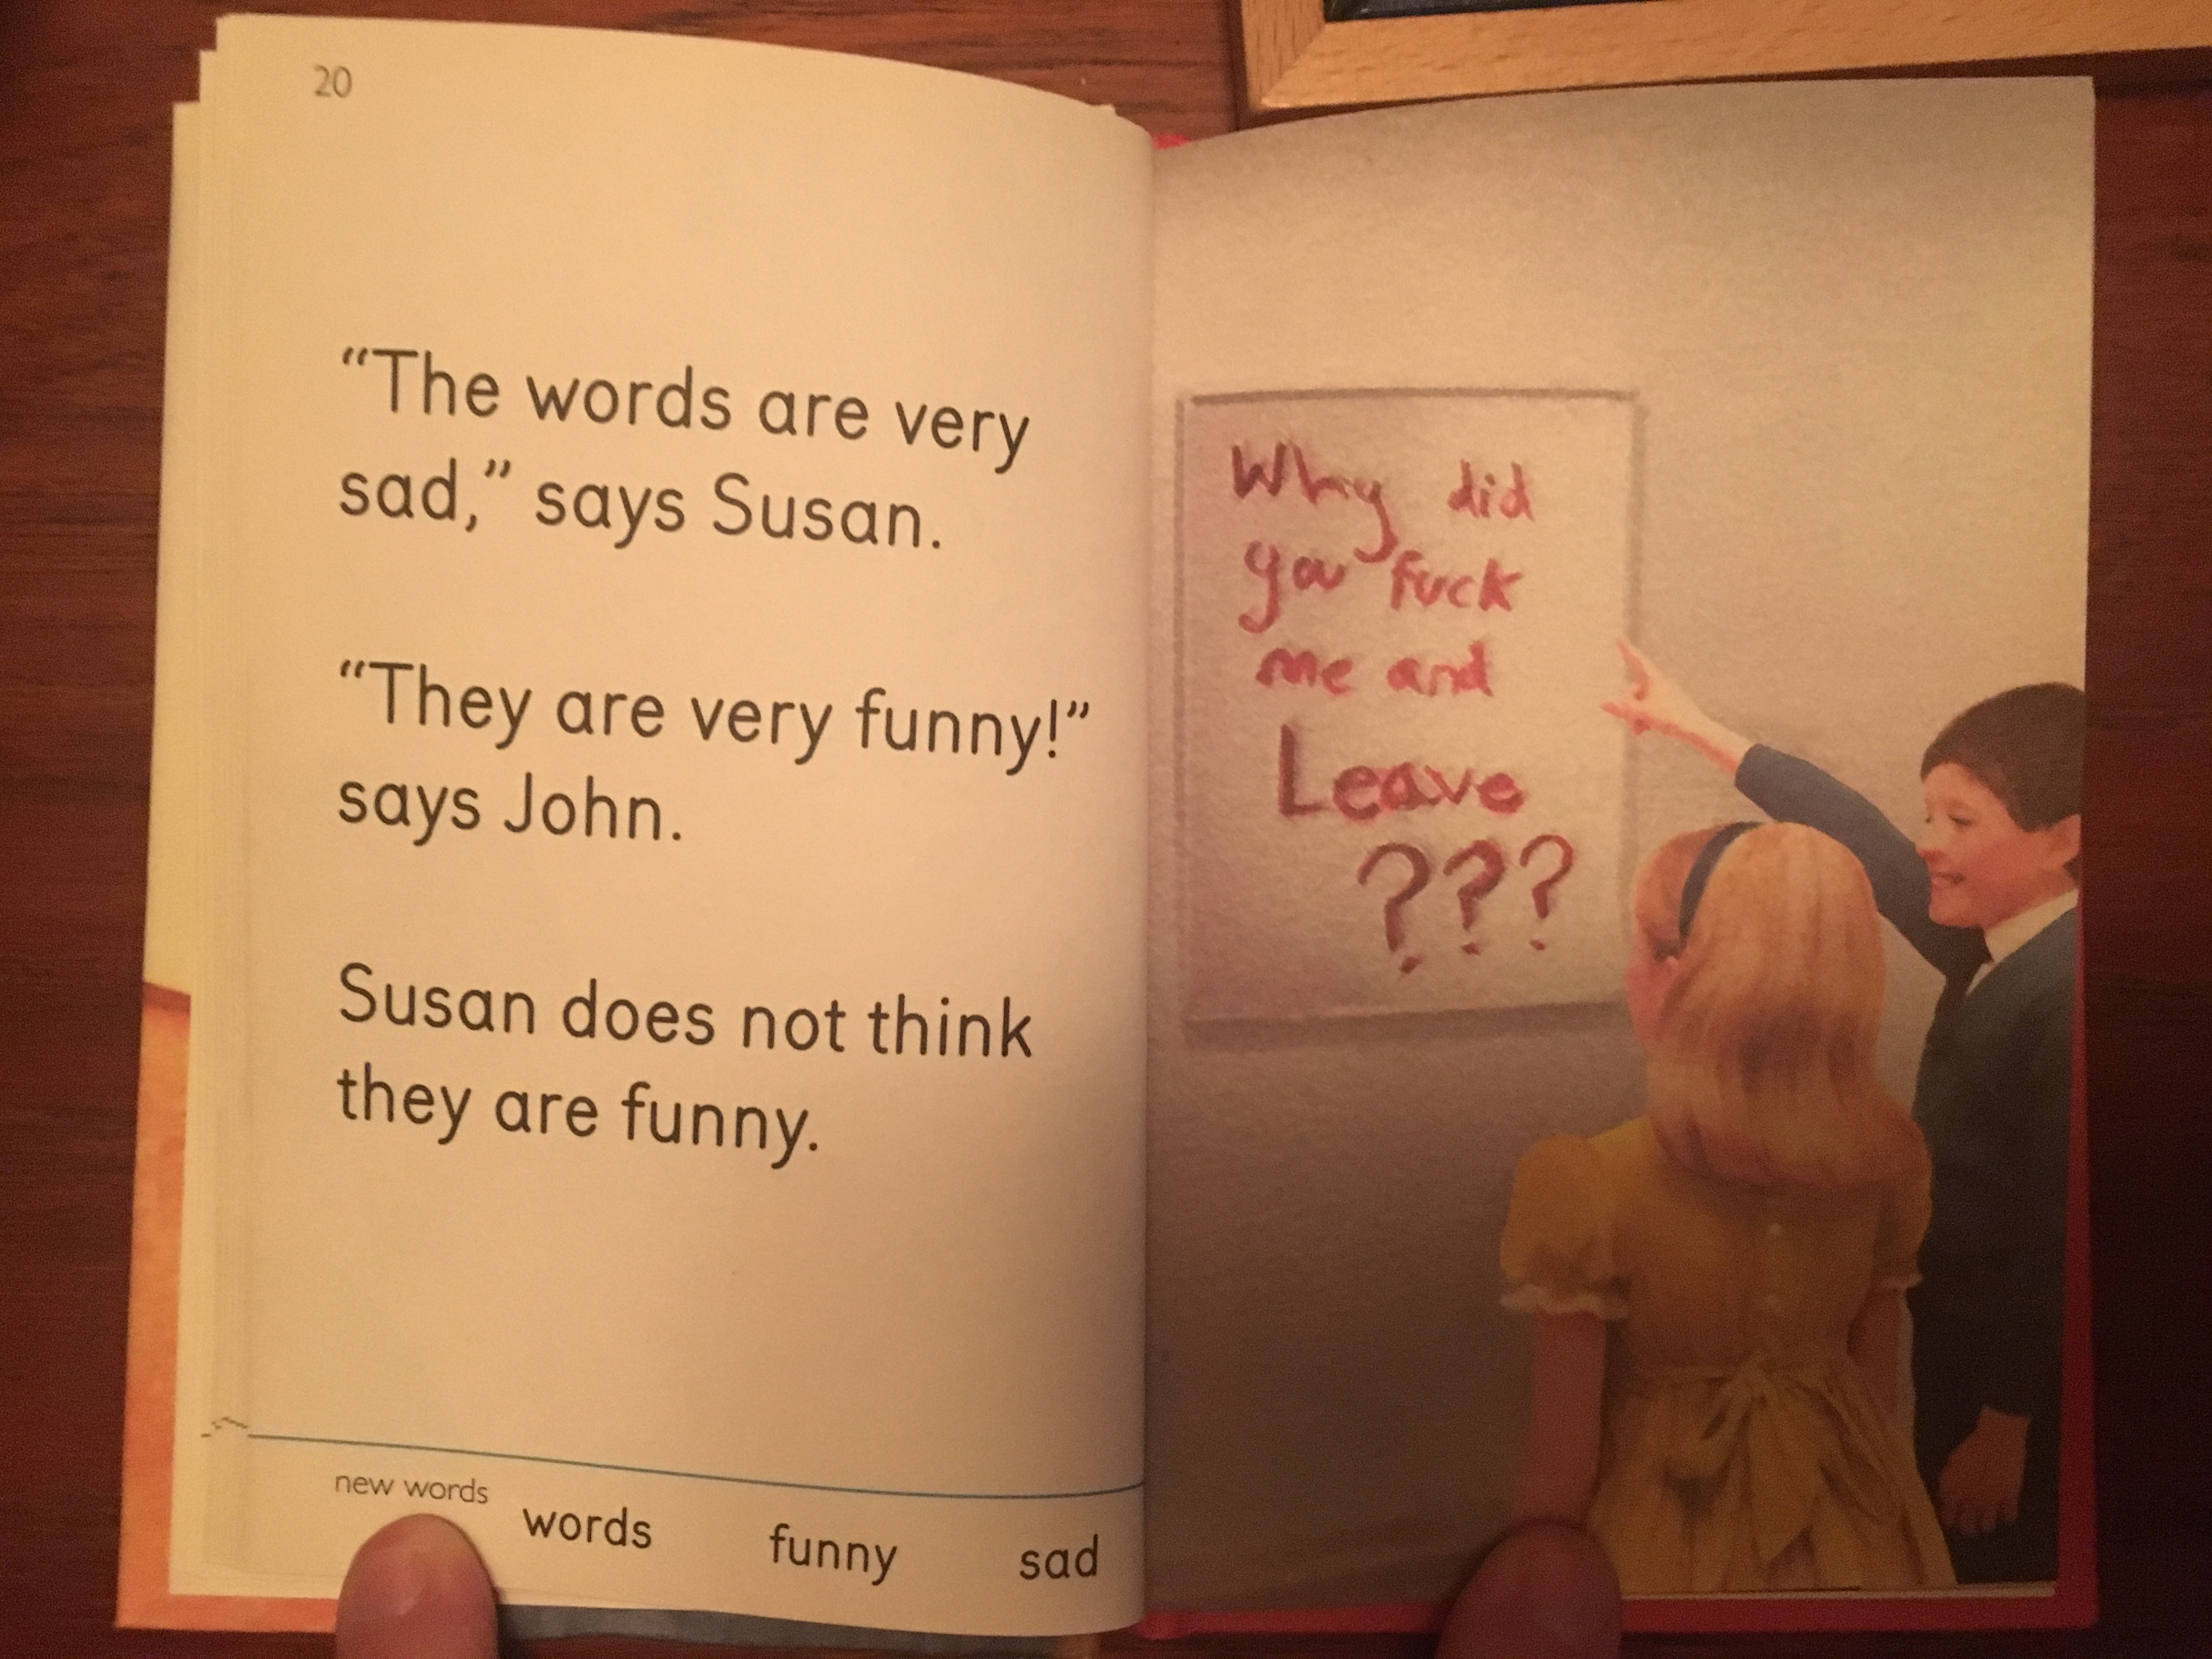 20
“The words are very
sad,” says Susan.
“They are very funny!”
says John.
Susan does not think
they are funny.
new words words funny sad
Why did
you fuck
me and
Leave
???